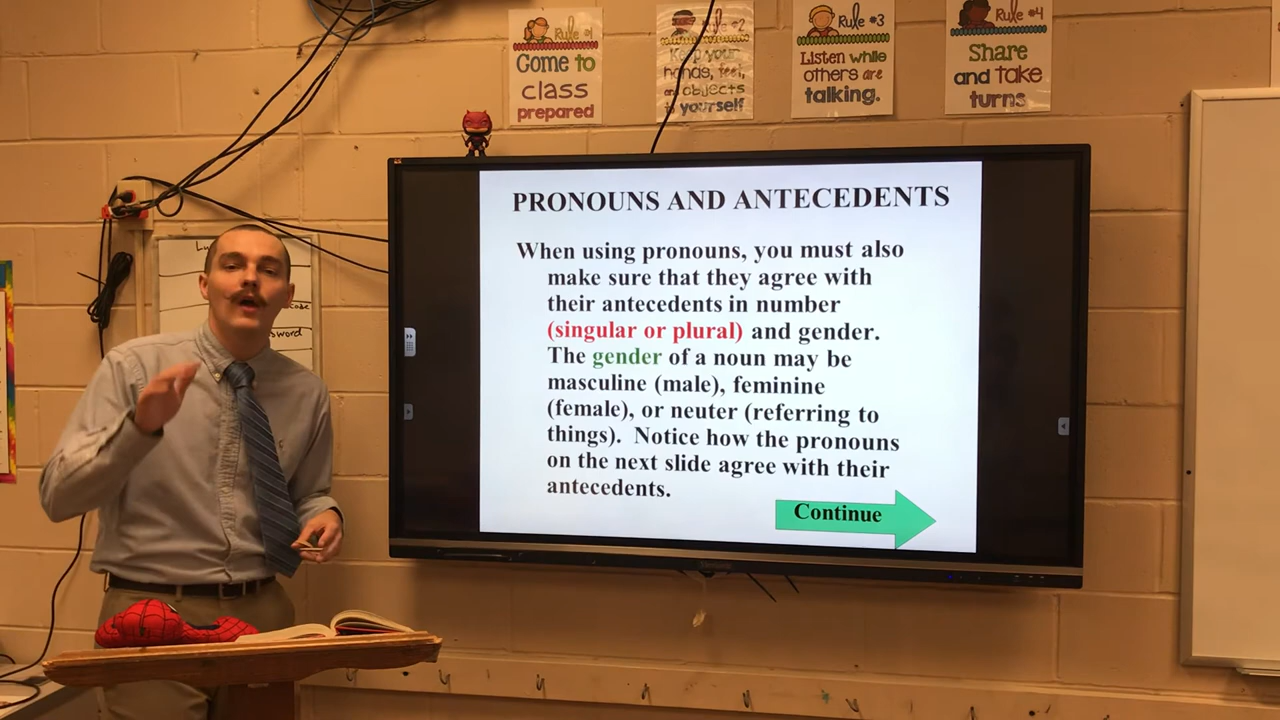 Rule #1
Come to
class
prepared
Rule #2
Keep your
hands, feet,
and objects
to yourself
Rule #3
Listen while
others are
talking.
Rule #4
Share
and take
turns
PRONOUNS AND ANTECEDENTS
When using pronouns, you must also
make sure that they agree with
their antecedents in number
(singular or plural) and gender.
The gender of a noun may be
masculine (male), feminine
(female), or neuter (referring to
things). Notice how the pronouns
on the next slide agree with their
antecedents.
Continue